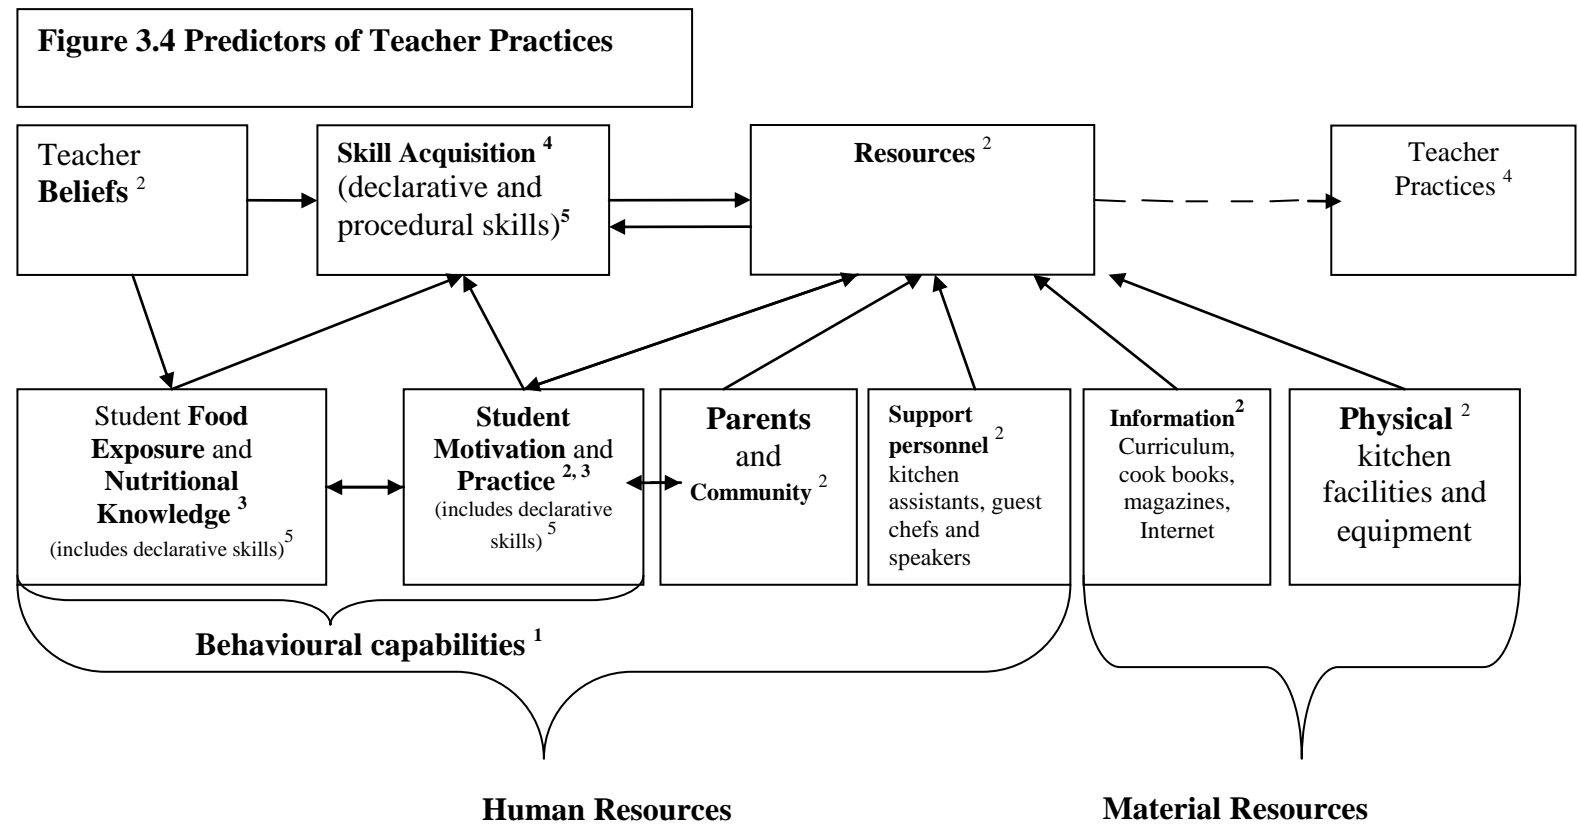 Figure 3.4 Predictors of Teacher Practices
Teacher
Beliefs 2
Skill Acquisition 4
(declarative and
procedural skills)5
Resources 2
Teacher
Practices 4
Student Food
Exposure and
Nutritional
Knowledge 3
(includes declarative skills)5
Student
Motivation and
Practice 2, 3
(includes declarative
skills) 5
Parents
and
Community 2
Support
personnel 2
kitchen
assistants, guest
chefs and
speakers
Information2
Curriculum,
cook books,
magazines,
Internet
Physical 2
kitchen
facilities and
equipment
Behavioural capabilities 1
Human Resources
Material Resources